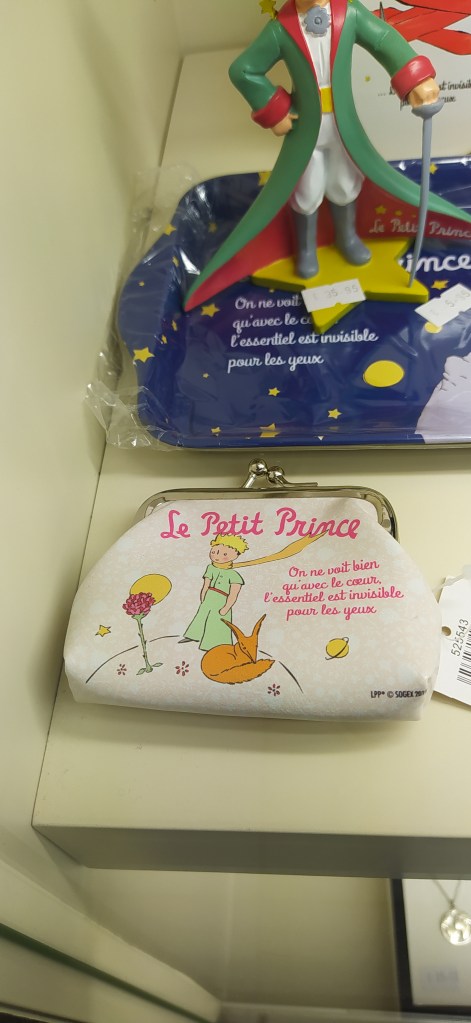 Le Petit Prince
On ne voit
qu'avec le
l'essentiel est invisible
pour les yeux
Le Petit Prince
On ne voit bien
qu'avec le cœur,
l'essentiel est invisible
pour les yeux
LPP® © SOGEX
525543